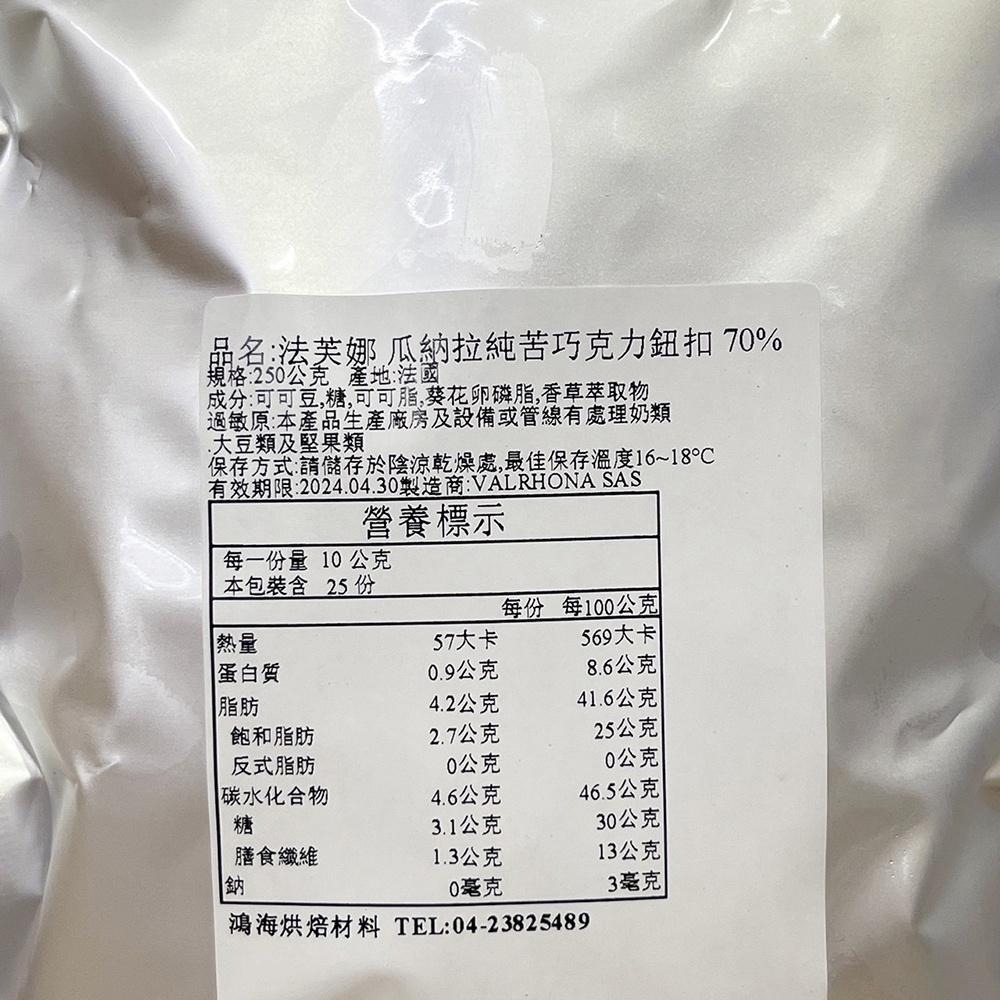 品名:法芙娜 瓜納拉純苦巧克力鈕扣 70%
規格:250公克 產地:法國
成分:可可豆,糖,可可脂,葵花卵磷脂,香草萃取物
過敏原:本產品生產廠房及設備或管線有處理奶類
.大豆類及堅果類
保存方式:請儲存於陰涼乾燥處,最佳保存溫度16~18°C
有效期限:2024.04.30製造商:VALRHONA SAS
營養標示
每一份量 10 公克
本包裝含 25 份
每份 每100公克
熱量 57大卡 569大卡
蛋白質 0.9公克 8.6公克
脂肪 4.2公克 41.6公克
飽和脂肪 2.7公克 25公克
反式脂肪 0公克 0公克
碳水化合物 4.6公克 46.5公克
糖 3.1公克 30公克
膳食纖維 1.3公克 13公克
鈉 0毫克 3毫克
鴻海烘焙材料 TEL:04-23825489